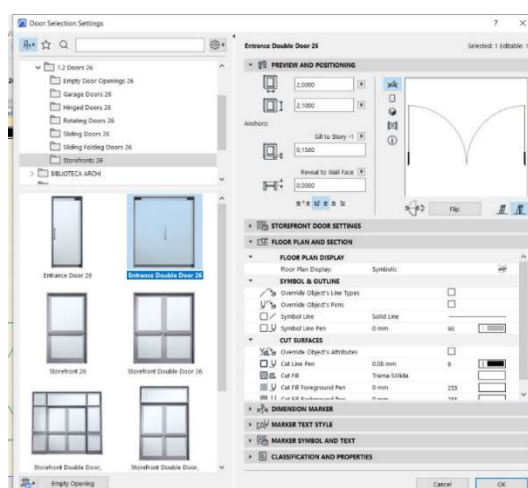 Door Selection Settings
? X
Entrance Double Door 26
Selected: 1 Editable: 1
1.2 Doors 26
Empty Door Openings 26
Garage Doors 26
Hinged Doors 26
Rotating Doors 26
Sliding Doors 26
Sliding Folding Doors 26
Storefronts 26
BIBLIOTECA ARCHI
Entrance Door 26
Entrance Double Door 26
Storefront 26
Storefront Double Door 26
Storefront Double Door,
Storefront Double Door,
Empty Opening
PREVIEW AND POSITIONING
2,0000
2,1000
Anchors:
Sill to Story -1
0,1500
Reveal to Wall Face
0,0000
Flip
STOREFRONT DOOR SETTINGS
FLOOR PLAN AND SECTION
FLOOR PLAN DISPLAY
Floor Plan Display: Symbolic
SYMBOL & OUTLINE
Override Object's Line Types
Override Object's Pens
Symbol Line Solid Line
Symbol Line Pen 0 mm 96
CUT SURFACES
Override Object's Attributes
Cut Line Pen 0.08 mm 9
Cut Fill Trama Sólida
Cut Fill Foreground Pen 0 mm 255
Cut Fill Background Pen 0 mm
DIMENSION MARKER
MARKER TEXT STYLE
MARKER SYMBOL AND TEXT
CLASSIFICATION AND PROPERTIES
Cancel OK